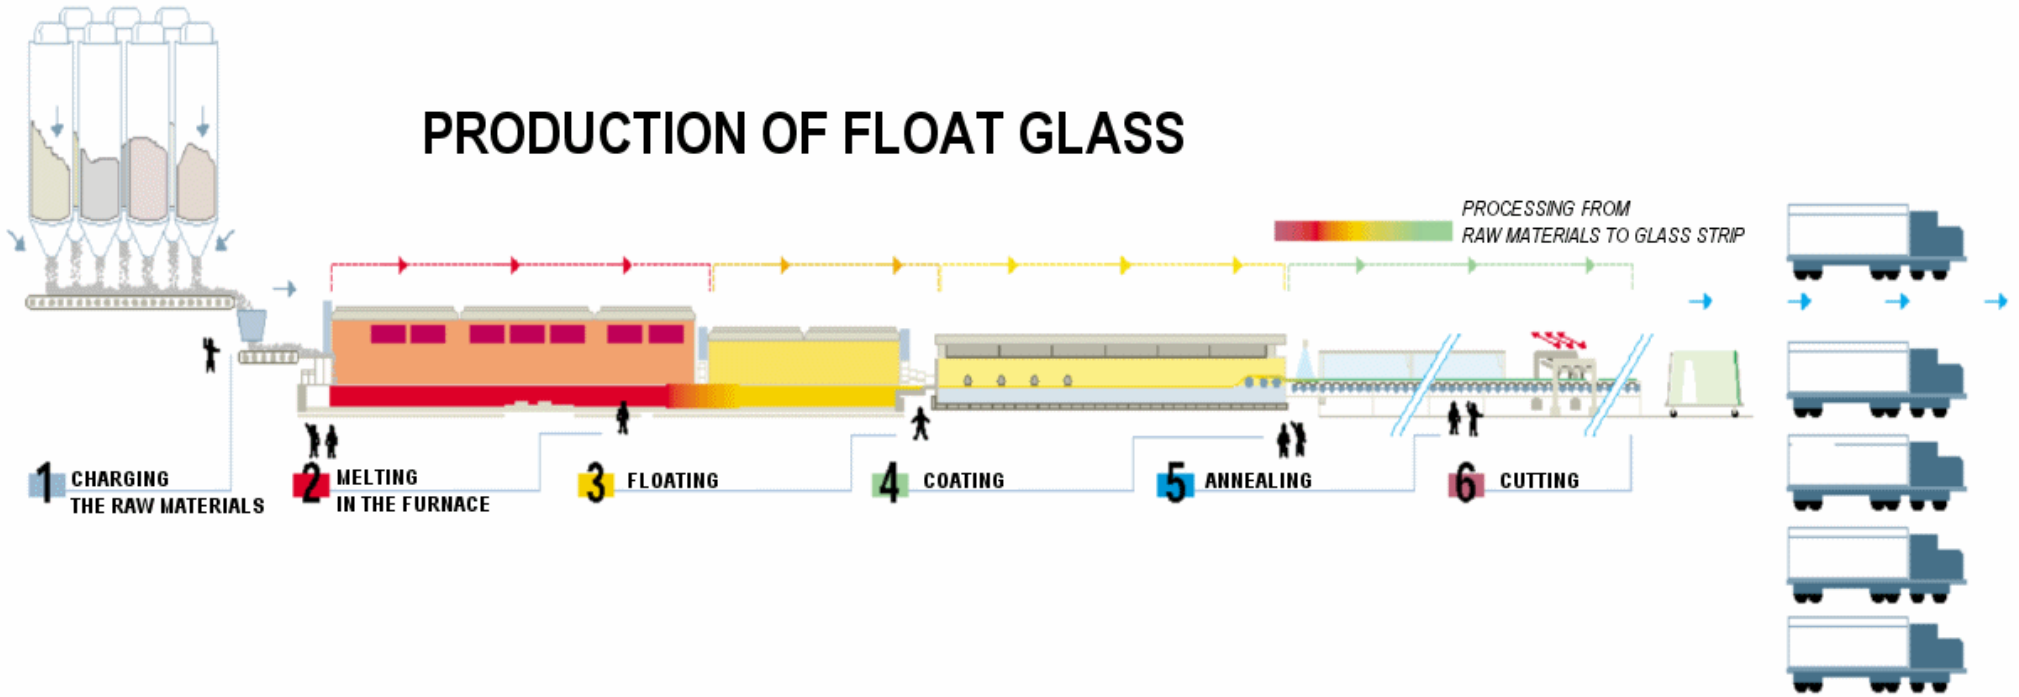 PRODUCTION OF FLOAT GLASS
PROCESSING FROM
RAW MATERIALS TO GLASS STRIP
1 CHARGING
THE RAW MATERIALS
2 MELTING
IN THE FURNACE
3 FLOATING
4 COATING
5 ANNEALING
6 CUTTING